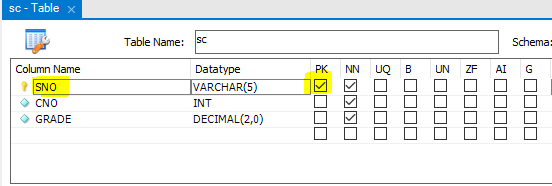 sc - Table ×
Table Name: sc Schema:
Column Name Datatype PK NN UQ B UN ZF AI G
SNO VARCHAR(5)
CNO INT
GRADE DECIMAL(2,0)